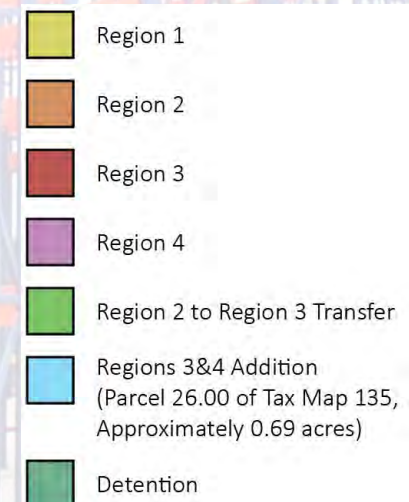 Region 1
Region 2
Region 3
Region 4
Region 2 to Region 3 Transfer
Regions 3&4 Addition
(Parcel 26.00 of Tax Map 135,
Approximately 0.69 acres)
Detention